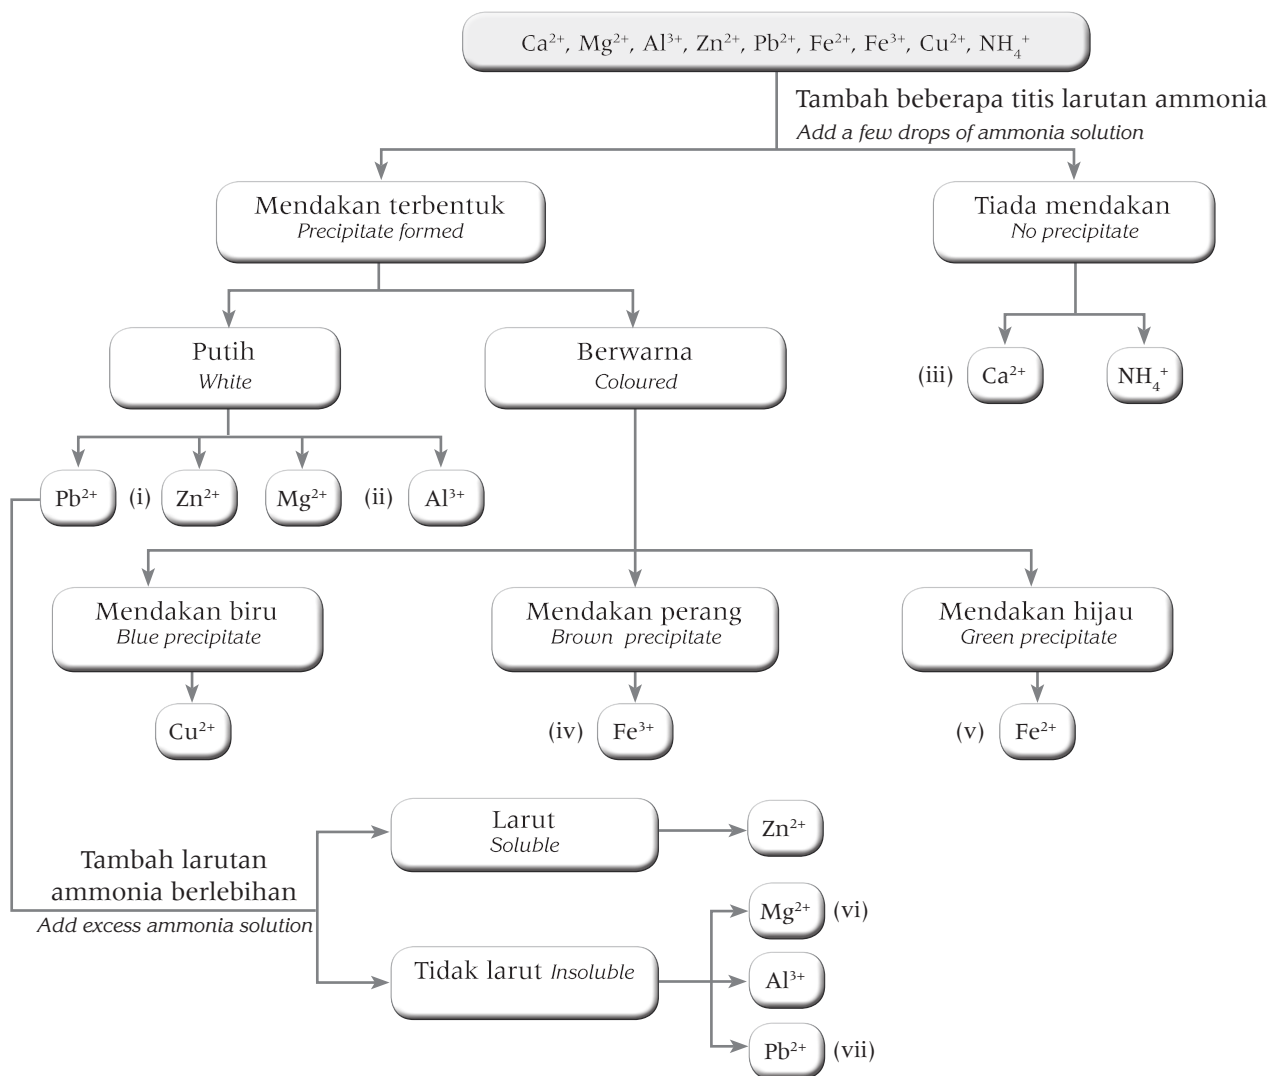 Ca²⁺, Mg²⁺, Al³⁺, Zn²⁺, Pb²⁺, Fe²⁺, Fe³⁺, Cu²⁺, NH₄⁺
Tambah beberapa titis larutan ammonia
Add a few drops of ammonia solution
Mendakan terbentuk
Precipitate formed
Tiada mendakan
No precipitate
Putih
White
Berwarna
Coloured
(iii) Ca²⁺ NH₄⁺
Pb²⁺ (i) Zn²⁺ Mg²⁺ (ii) Al³⁺
Mendakan biru
Blue precipitate
Mendakan perang
Brown precipitate
Mendakan hijau
Green precipitate
Cu²⁺ (iv) Fe³⁺ (v) Fe²⁺
Tambah larutan
ammonia berlebihan
Add excess ammonia solution
Larut
Soluble
Zn²⁺
Tidak larut Insoluble
Mg²⁺ (vi)
Al³⁺
Pb²⁺ (vii)